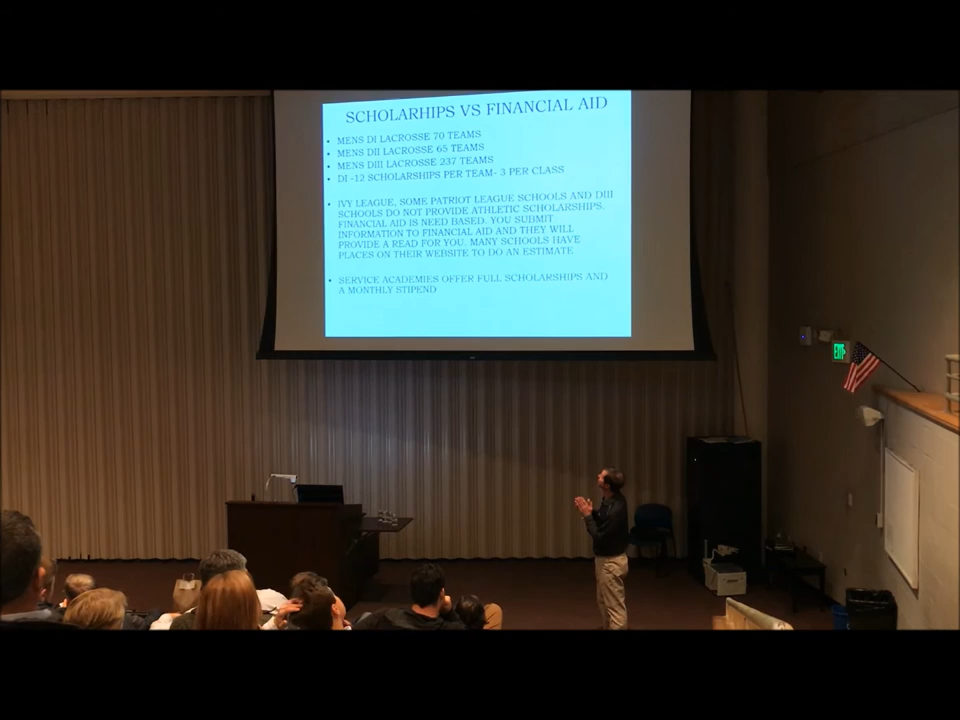 SCHOLARHIPS VS FINANCIAL AID
• MENS DI LACROSSE 70 TEAMS
• MENS DII LACROSSE 65 TEAMS
• MENS DIII LACROSSE 237 TEAMS
• DI -12 SCHOLARSHIPS PER TEAM- 3 PER CLASS
• IVY LEAGUE, SOME PATRIOT LEAGUE SCHOOLS AND DIII
SCHOOLS DO NOT PROVIDE ATHLETIC SCHOLARSHIPS.
FINANCIAL AID IS NEED BASED. YOU SUBMIT
INFORMATION TO FINANCIAL AID AND THEY WILL
PROVIDE A READ FOR YOU. MANY SCHOOLS HAVE
PLACES ON THEIR WEBSITE TO DO AN ESTIMATE
• SERVICE ACADEMIES OFFER FULL SCHOLARSHIPS AND
A MONTHLY STIPEND
EXIT